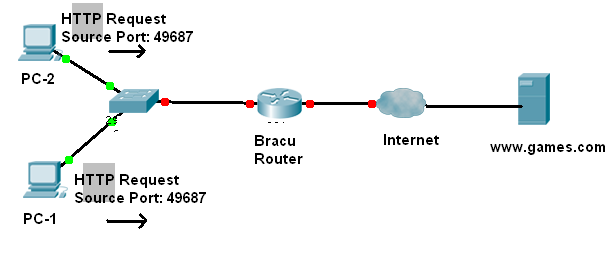 HTTP Request
Source Port: 49687
PC-2
Bracu
Router
Internet
www.games.com
HTTP Request
Source Port: 49687
PC-1